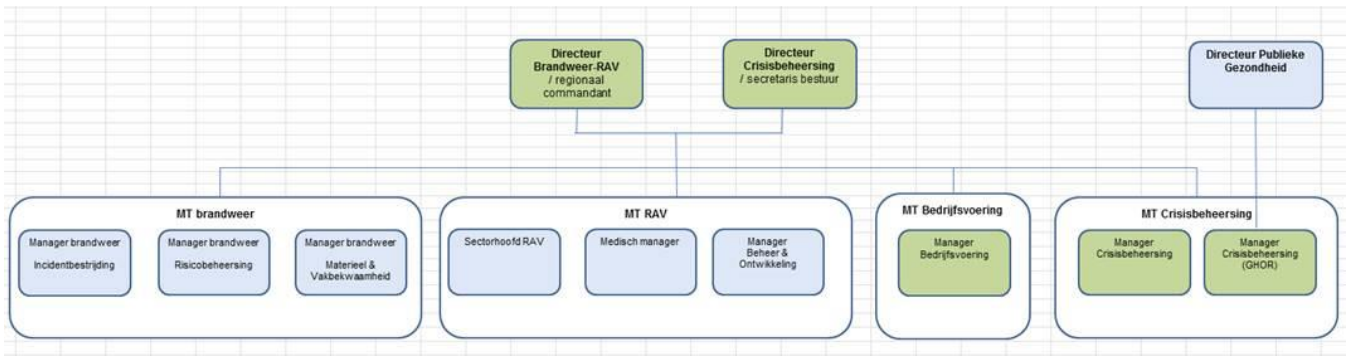 Directeur
Brandweer-RAV
/ regionaal
commandant
Directeur
Crisisbeheersing
/ secretaris bestuur
Directeur Publieke
Gezondheid
MT brandweer
Manager brandweer
Incidentbestrijding
Manager brandweer
Risicobeheersing
Manager brandweer
Materieel &
Vakbekwaamheid
MT RAV
Sectorhoofd RAV
Medisch manager
Manager
Beheer &
Ontwikkeling
MT Bedrijfsvoering
Manager
Bedrijfsvoering
MT Crisisbeheersing
Manager
Crisisbeheersing
Manager
Crisisbeheersing
(GHOR)